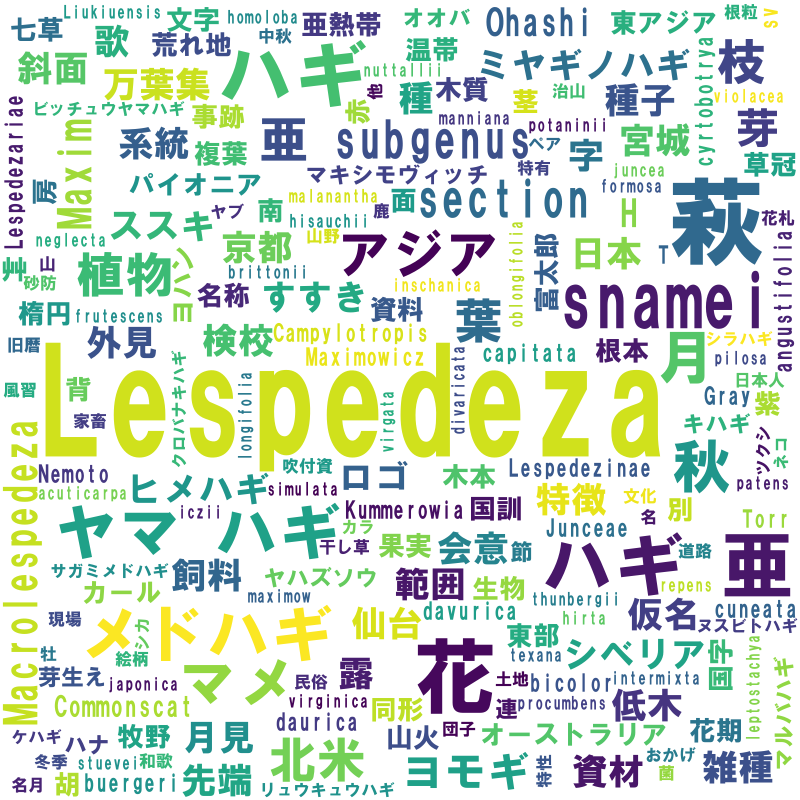 七草
Liukiuensis
文字
homoloba
中秋
亜熱帯
オオバ
Ohashi
東アジア
根粒
sv
歌
荒れ地
斜面
ハギ
nuttallii
温帯
ミヤギノハギ
枝
万葉集
他
種
木質
種子
violacea
ビッチュウヤマハギ
事跡
赤
茎
治山
cyrtobotrya
芽
Lespedezariae
Maxim
系統
亜
subgenus
manniana
potaninii
字
宮城
複葉
ペア
草冠
房
パイオニア
マキシモヴィッチ
特有
juncea
ススキ
ヤブ
南
malanantha
鹿
面
section
formosa
H
萩
花札
neglecta
hisauchii
山野
京都
アジア
oblongifolia
富太郎
日本
T
angustifolia
砂防
植物
ヨハン
brittonii
名称
すすき
資料
inschanica
葉
snamei
楕円
frutescens
旧暦
外見
検校
Campylotropis
Maximowicz
capitata
根本
月
シラハギ
pilosa
風習
背
家畜
クロバナキハギ
Lespedeza
longifolia
virgata
divaricata
Gray
日本人
紫
キハギ
Macrolespedeza
Nemoto
acuticarpa
吹付資
ヒメハギ
simulata
ロゴ
木本
Lespedezinae
秋
ツクシ
ネコ
patens
ヤマ
ハギ
iczii
カラ
Kummerowia
国訓
特徴
文化
名
別
干し草
果実
会意
節
Junceae
Torr
サガミメドハギ
カール
飼料
ヤハズソウ
範囲
生物
ハギ
道路
亜
repens
現場
maximow
davurica
thunbergii
hirta
仮名
cuneata
ヌスビトハギ
メドハギ
シカ
絵柄
仙台
花
東部
texana
シベリア
国字
leptostachya
マルバハギ
牡
芽生え
japonica
マメ
民俗
露
土地
bicolor
intermixta
Commonscat
virginica
daurica
同形
連
procumbens
低木
ケハギ
ハナ
牧野
月見
山火
団子
オーストラリア
花期
冬季
stuevei
和歌
北米
ヨモギ
特性
おかげ
名月
胡
buergeri
先端
リュウキュウハギ
資材
菌
雑種